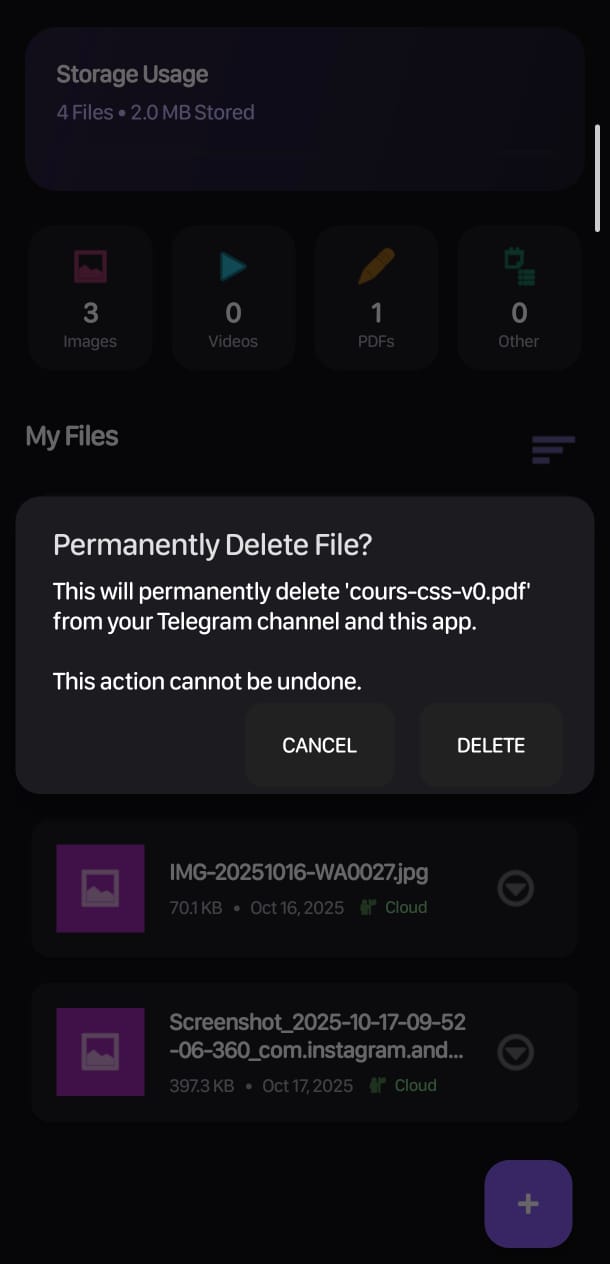 Storage Usage
4 Files • 2.0 MB Stored
3
Images
0
Videos
1
PDFs
0
Other
My Files
Permanently Delete File?
This will permanently delete 'cours-css-v0.pdf'
from your Telegram channel and this app.
This action cannot be undone.
CANCEL
DELETE
IMG-20251016-WA0027.jpg
70.1 KB • Oct 16, 2025 Cloud
Screenshot_2025-10-17-09-52
-06-360_com.instagram.and...
397.3 KB • Oct 17, 2025 Cloud
+